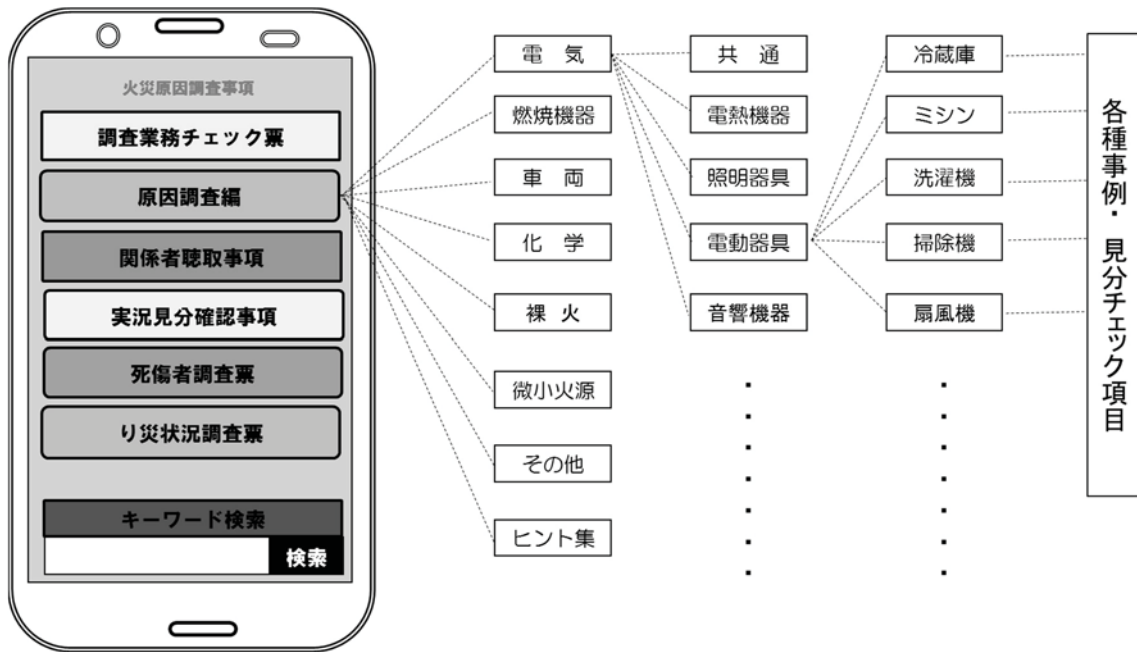 火災原因調査事項
調査業務チェック票
原因調査編
関係者聴取事項
実況見分確認事項
死傷者調査票
り災状況調査票
キーワード検索
検索
電　気
燃焼機器
車　両
化　学
裸　火
微小火源
その他
ヒント集
共　通
電熱機器
照明器具
電動器具
音響機器
・
・
・
・
・
・
・
冷蔵庫
ミシン
洗濯機
掃除機
扇風機
・
・
・
・
・
・
・
各種事例・見分チェック項目